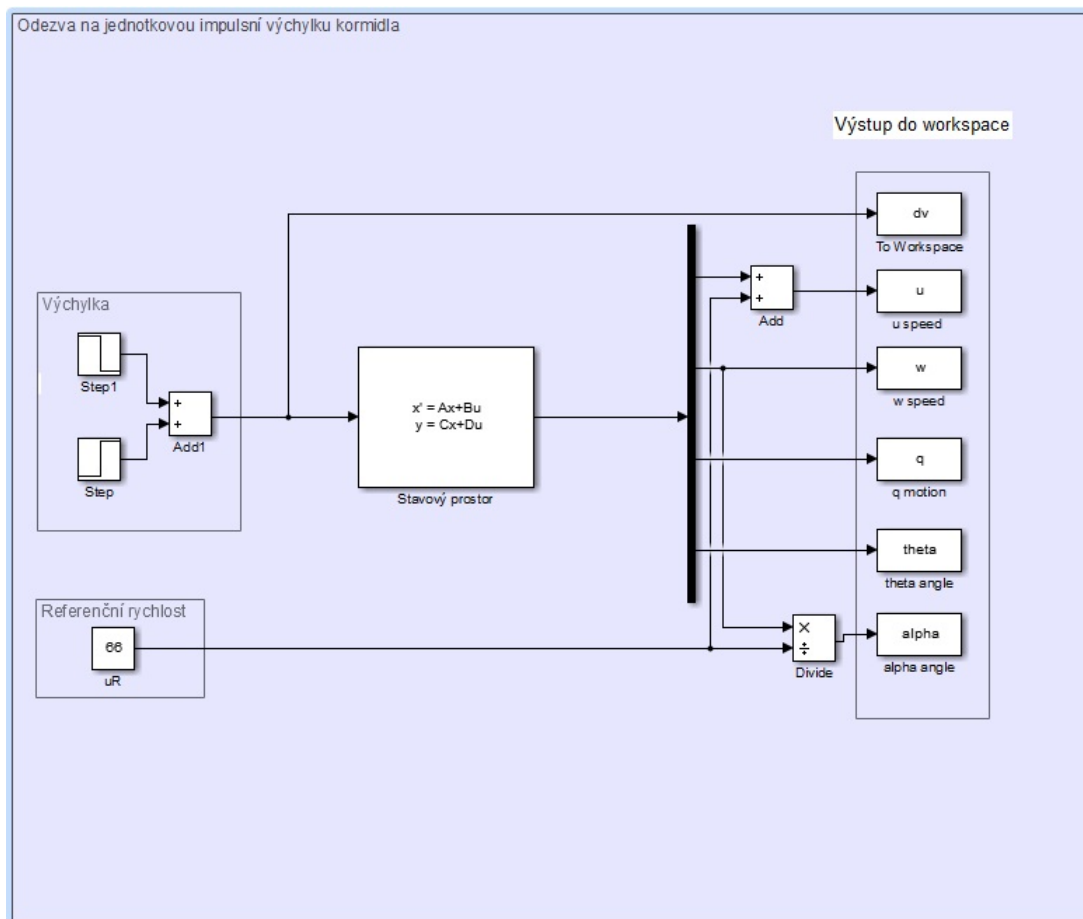 Odezva na jednotkovou impulsní výchylku kormidla
Výstup do workspace
dv
To Workspace
Výchylka
+
+
Add
u
u speed
Step1
w
w speed
+
+
Add1
x' = Ax+Bu
y = Cx+Du
Stavový prostor
Step
q
q motion
theta
theta angle
Referenční rychlost
66
uR
×
÷
Divide
alpha
alpha angle